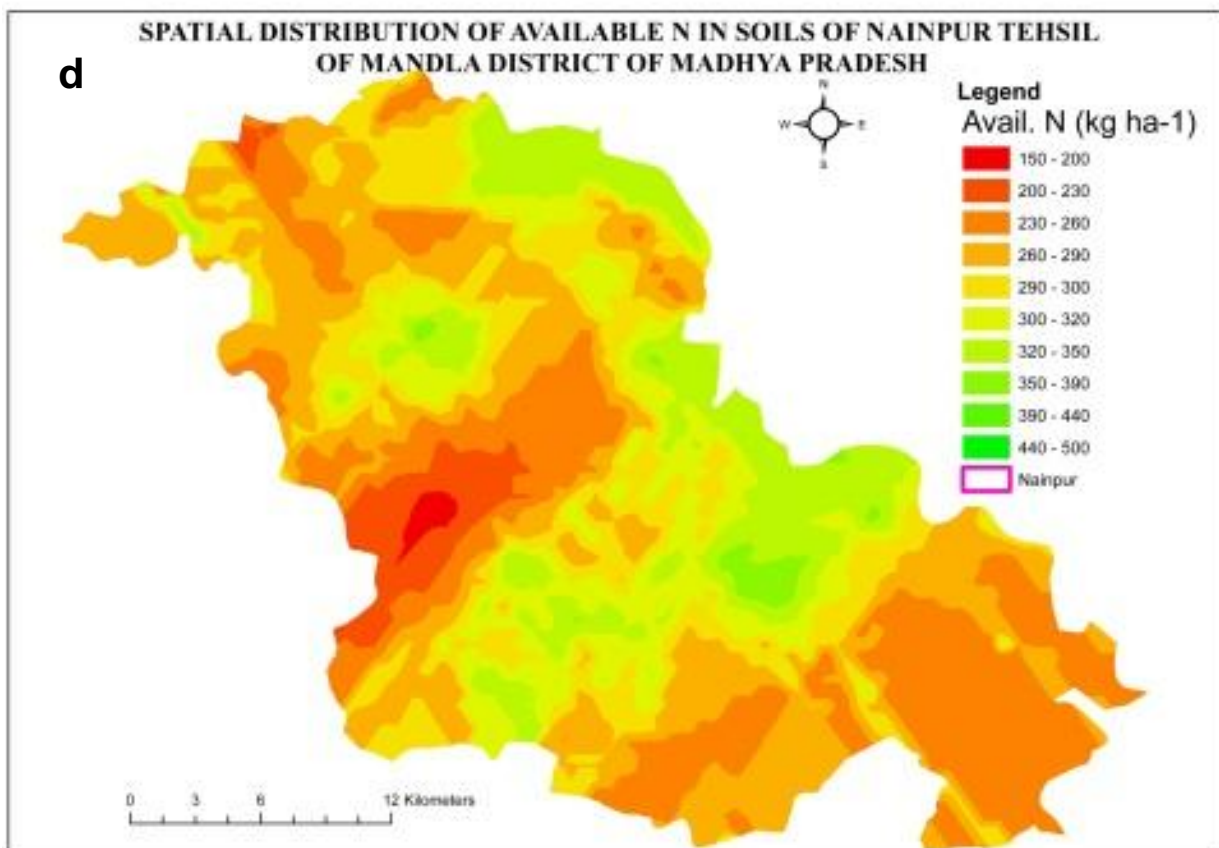 SPATIAL DISTRIBUTION OF AVAILABLE N IN SOILS OF NAINPUR TEHSIL
OF MANDLA DISTRICT OF MADHYA PRADESH
d
N
W E
S
Legend
Avail. N (kg ha-1)
150 - 200
200 - 230
230 - 260
260 - 290
290 - 300
300 - 320
320 - 350
350 - 390
390 - 440
440 - 500
Nainpur
0 3 6 12 Kilometers